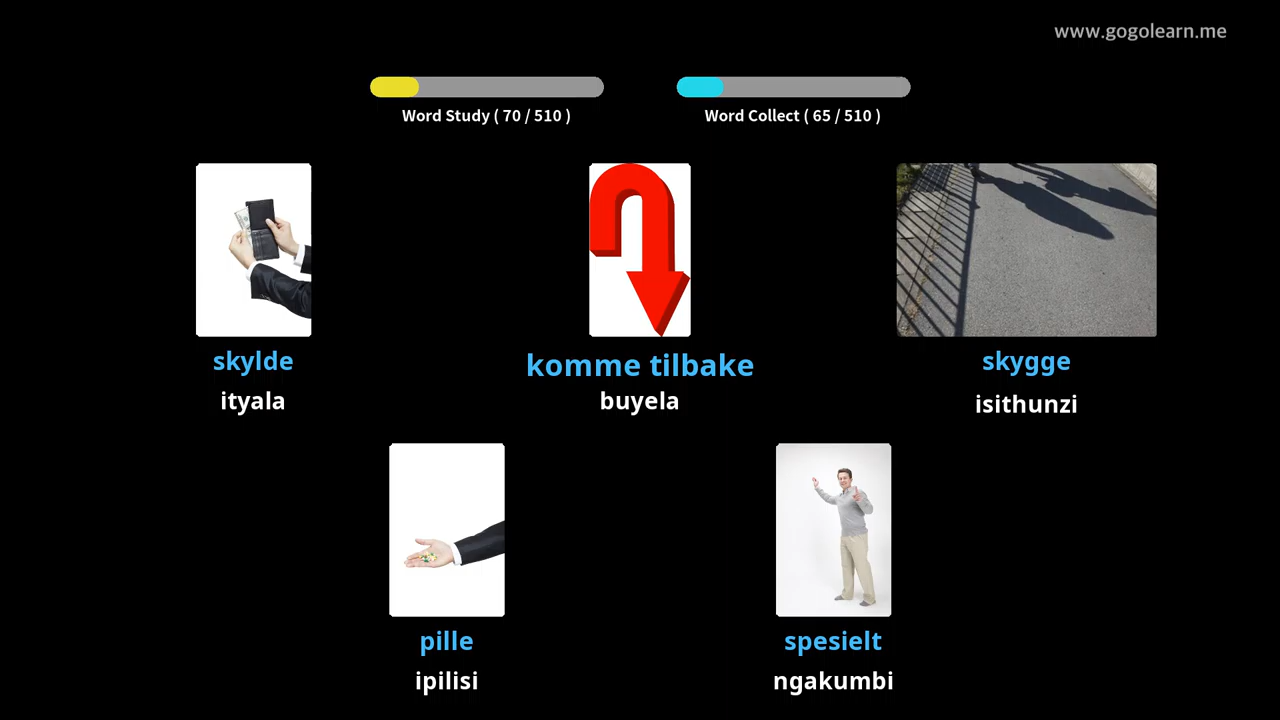 www.gogolearn.me
Word Study ( 70 / 510 )
Word Collect ( 65 / 510 )
skylde
ityala
komme tilbake
buyela
skygge
isithunzi
pille
ipilisi
spesielt
ngakumbi